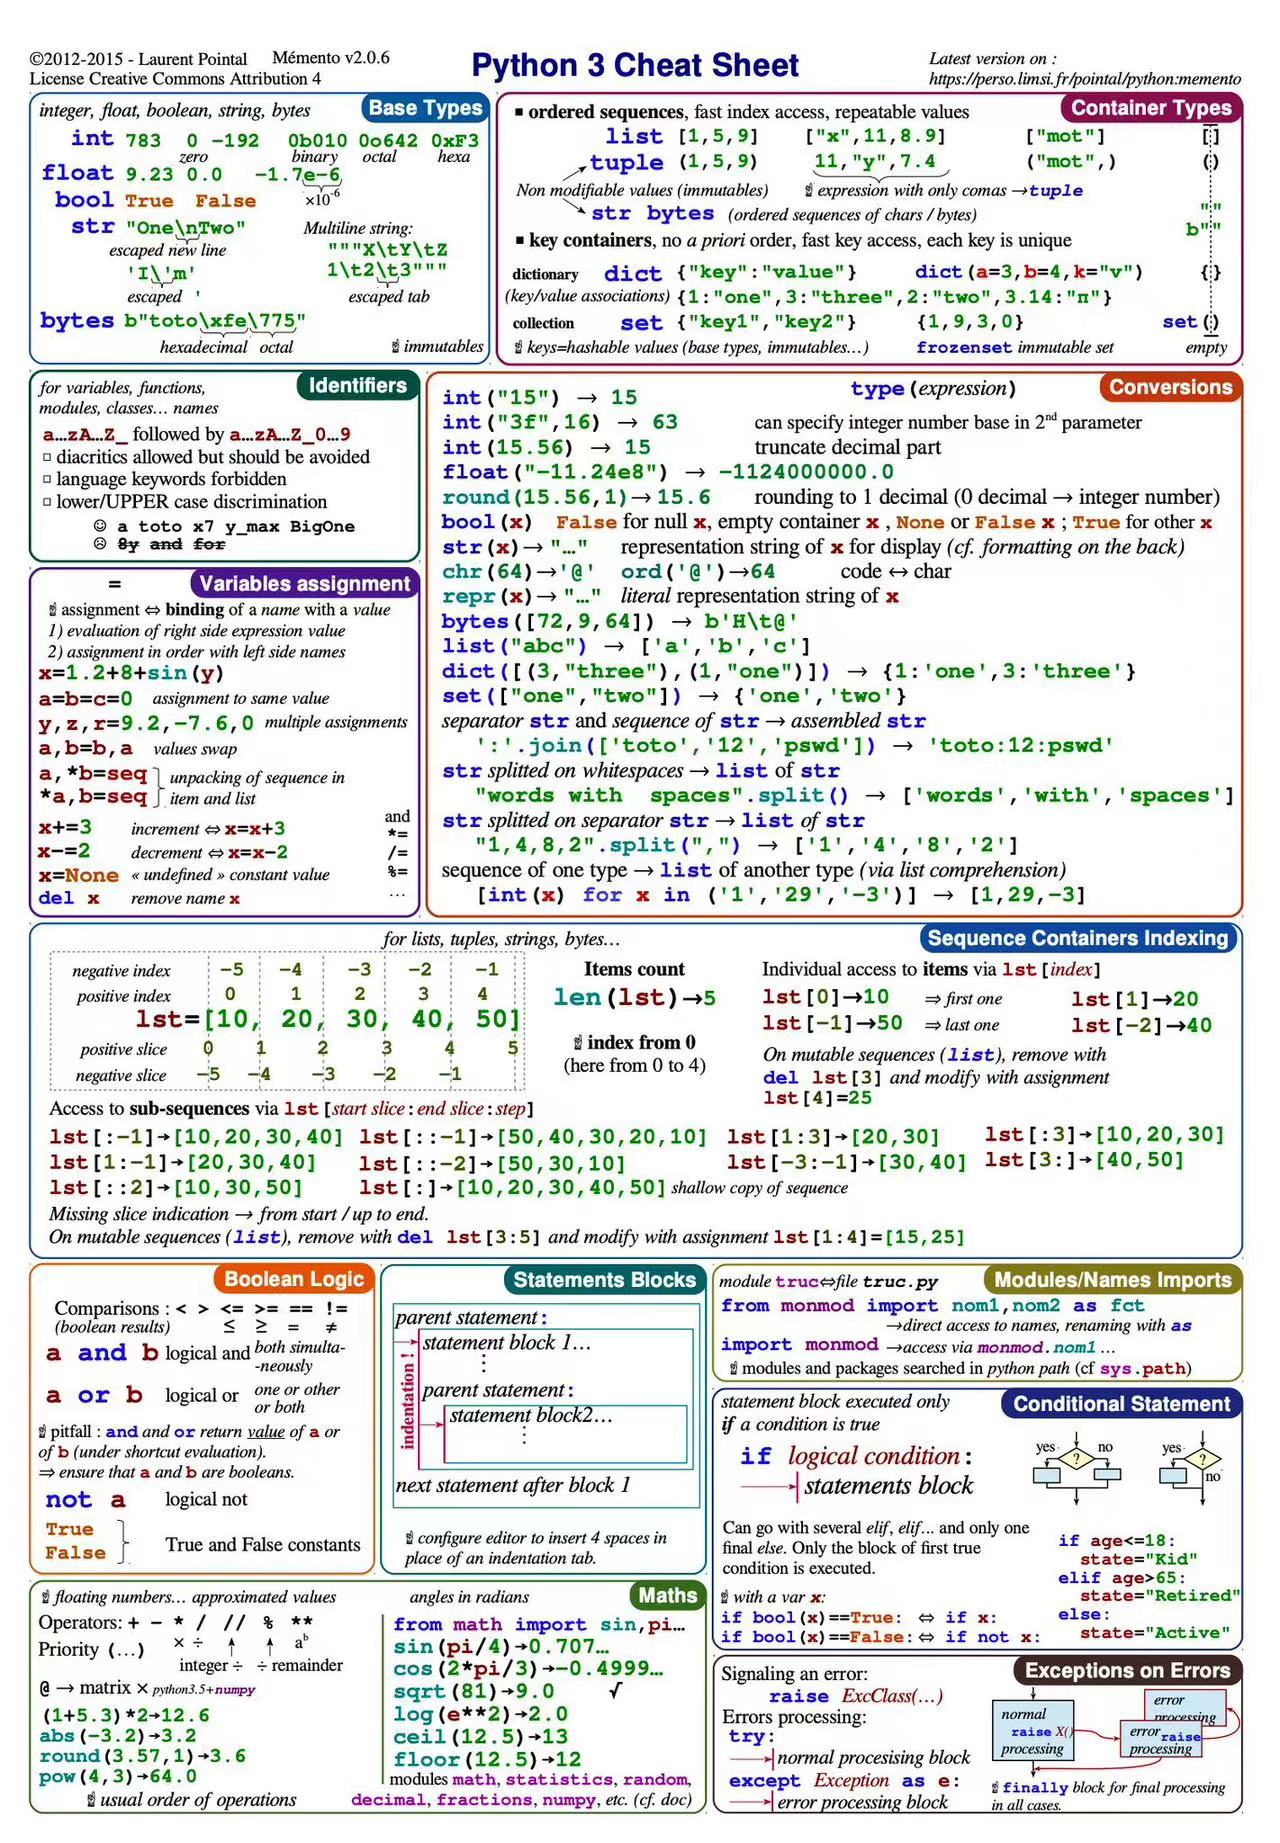 ©2012-2015 - Laurent Pointal Mémento v2.0.6
License Creative Commons Attribution 4
Python 3 Cheat Sheet
Latest version on :
https://perso.limsi.fr/pointal/python:memento
Base Types
integer, float, boolean, string, bytes
int 783 0 -192 0b010 0o642 0xF3
zero binary octal hexa
float 9.23 0.0 -1.7e-6
×10⁻⁶
bool True False
str "One\nTwo"
escaped new line
'I\'m'
escaped '
Multiline string:
"""X\tY\tZ
1\t2\t3"""
escaped tab
bytes b"toto\xfe\775"
hexadecimal octal
☝ immutables
Container Types
▪ ordered sequences, fast index access, repeatable values
list [1,5,9] ["x",11,8.9] ["mot"] []
tuple (1,5,9) 11,"y",7.4 ("mot",) ()
Non modifiable values (immutables) ☝ expression with only comas →tuple
str bytes (ordered sequences of chars / bytes)
""
b""
▪ key containers, no a priori order, fast key access, each key is unique
dictionary dict {"key":"value"} dict(a=3,b=4,k="v") {}
(key/value associations) {1:"one",3:"three",2:"two",3.14:"π"}
collection set {"key1","key2"} {1,9,3,0} set()
☝ keys=hashable values (base types, immutables…) frozenset immutable set empty
Identifiers
for variables, functions,
modules, classes… names
a…zA…Z_ followed by a…zA…Z_0…9
▫ diacritics allowed but should be avoided
▫ language keywords forbidden
▫ lower/UPPER case discrimination
☺ a toto x7 y_max BigOne
☹ 8y and for
Variables assignment
=
☝ assignment ⇔ binding of a name with a value
1) evaluation of right side expression value
2) assignment in order with left side names
x=1.2+8+sin(y)
a=b=c=0 assignment to same value
y,z,r=9.2,-7.6,0 multiple assignments
a,b=b,a values swap
a,*b=seq unpacking of sequence in
*a,b=seq item and list
x+=3 increment ⇔ x=x+3
x-=2 decrement ⇔ x=x-2
x=None « undefined » constant value
del x remove name x
and
*=
/=
%=
…
Conversions
type(expression)
int("15") → 15
int("3f",16) → 63 can specify integer number base in 2nd parameter
int(15.56) → 15 truncate decimal part
float("-11.24e8") → -1124000000.0
round(15.56,1)→ 15.6 rounding to 1 decimal (0 decimal → integer number)
bool(x) False for null x, empty container x , None or False x ; True for other x
str(x)→ "…" representation string of x for display (cf. formatting on the back)
chr(64)→'@' ord('@')→64 code ↔ char
repr(x)→ "…" literal representation string of x
bytes([72,9,64]) → b'H\t@'
list("abc") → ['a','b','c']
dict([(3,"three"),(1,"one")]) → {1:'one',3:'three'}
set(["one","two"]) → {'one','two'}
separator str and sequence of str → assembled str
':'.join(['toto','12','pswd']) → 'toto:12:pswd'
str splitted on whitespaces → list of str
"words with  spaces".split() → ['words','with','spaces']
str splitted on separator str → list of str
"1,4,8,2".split(",") → ['1','4','8','2']
sequence of one type → list of another type (via list comprehension)
[int(x) for x in ('1','29','-3')] → [1,29,-3]
Sequence Containers Indexing
for lists, tuples, strings, bytes…
negative index -5 -4 -3 -2 -1
positive index 0 1 2 3 4
lst=[10, 20, 30, 40, 50]
positive slice 0 1 2 3 4 5
negative slice -5 -4 -3 -2 -1
Items count
len(lst)→5
☝ index from 0
(here from 0 to 4)
Individual access to items via lst[index]
lst[0]→10 ⇒ first one lst[1]→20
lst[-1]→50 ⇒ last one lst[-2]→40
On mutable sequences (list), remove with
del lst[3] and modify with assignment
lst[4]=25
Access to sub-sequences via lst[start slice:end slice:step]
lst[:-1]→[10,20,30,40] lst[::-1]→[50,40,30,20,10] lst[1:3]→[20,30] lst[:3]→[10,20,30]
lst[1:-1]→[20,30,40] lst[::-2]→[50,30,10] lst[-3:-1]→[30,40] lst[3:]→[40,50]
lst[::2]→[10,30,50] lst[:]→[10,20,30,40,50] shallow copy of sequence
Missing slice indication → from start / up to end.
On mutable sequences (list), remove with del lst[3:5] and modify with assignment lst[1:4]=[15,25]
Boolean Logic
Comparisons : < > <= >= == !=
(boolean results) ≤ ≥ = ≠
a and b logical and both simulta-
-neously
a or b logical or one or other
or both
☝ pitfall : and and or return value of a or
of b (under shortcut evaluation).
⇒ ensure that a and b are booleans.
not a logical not
True
False
True and False constants
Statements Blocks
parent statement:
statement block 1…
⋮
parent statement:
statement block2…
⋮
next statement after block 1
indentation !
☝ configure editor to insert 4 spaces in
place of an indentation tab.
Modules/Names Imports
module truc⇔file truc.py
from monmod import nom1,nom2 as fct
→direct access to names, renaming with as
import monmod →access via monmod.nom1 …
☝ modules and packages searched in python path (cf sys.path)
Conditional Statement
statement block executed only
if a condition is true
if logical condition:
statements block
yes ? no
yes ? no
Can go with several elif, elif... and only one
final else. Only the block of first true
condition is executed.
☝ with a var x:
if bool(x)==True: ⇔ if x:
if bool(x)==False: ⇔ if not x:
if age<=18:
state="Kid"
elif age>65:
state="Retired"
else:
state="Active"
Maths
☝ floating numbers… approximated values angles in radians
Operators: + - * / // % **
Priority (…) × ÷ aᵇ
integer ÷ ÷ remainder
@ → matrix × python3.5+numpy
(1+5.3)*2→12.6
abs(-3.2)→3.2
round(3.57,1)→3.6
pow(4,3)→64.0
☝ usual order of operations
from math import sin,pi…
sin(pi/4)→0.707…
cos(2*pi/3)→-0.4999…
sqrt(81)→9.0 √
log(e**2)→2.0
ceil(12.5)→13
floor(12.5)→12
modules math, statistics, random,
decimal, fractions, numpy, etc. (cf. doc)
Exceptions on Errors
Signaling an error:
raise ExcClass(…)
Errors processing:
try:
normal procesising block
except Exception as e:
error processing block
normal
raise X()
processing
error
processing
error raise
processing
☝ finally block for final processing
in all cases.